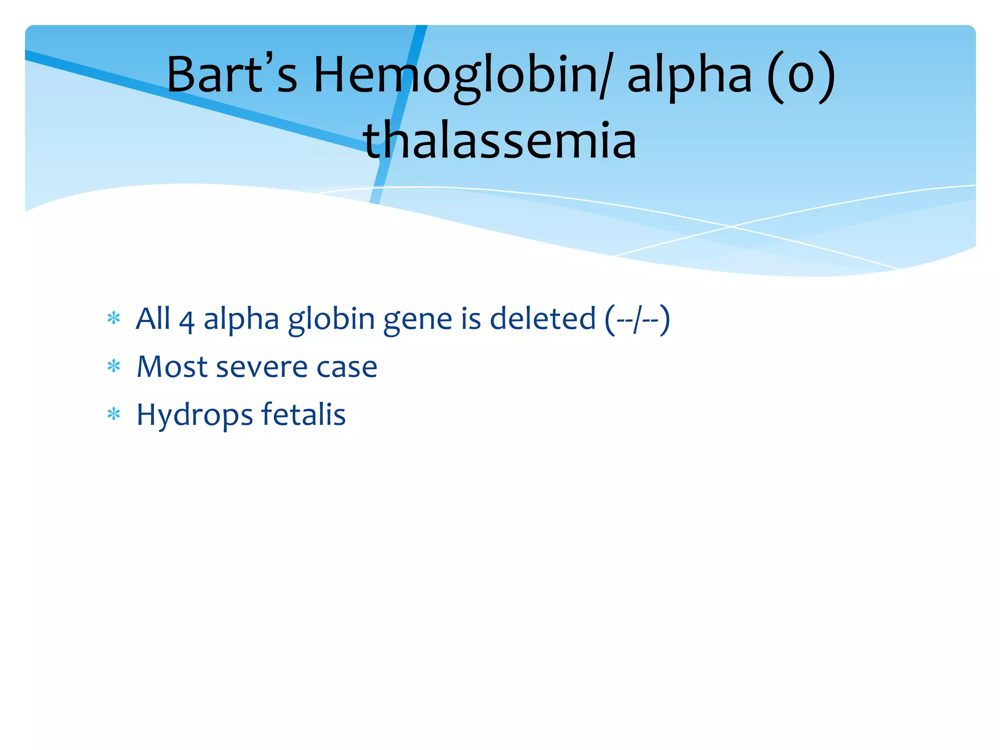 Bart’s Hemoglobin/ alpha (0)
thalassemia
* All 4 alpha globin gene is deleted (--/--)
* Most severe case
* Hydrops fetalis